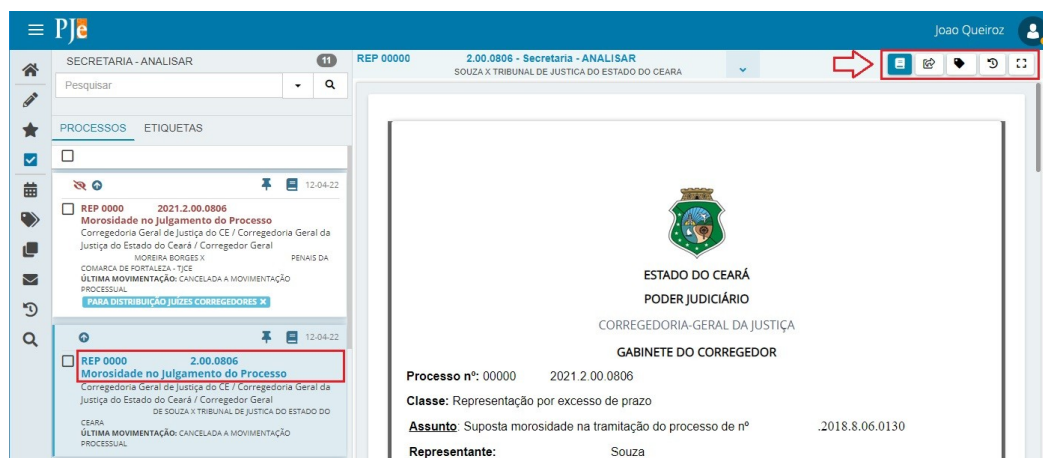 PJe
Joao Queiroz
SECRETARIA - ANALISAR 11
Pesquisar
PROCESSOS ETIQUETAS
12-04-22
REP 0000 2021.2.00.0806
Morosidade no Julgamento do Processo
Corregedoria Geral de Justiça do CE / Corregedoria Geral da
Justiça do Estado do Ceará / Corregedor Geral
MOREIRA BORGES X PENAIS DA
COMARCA DE FORTALEZA - TJCE
ÚLTIMA MOVIMENTAÇÃO: CANCELADA A MOVIMENTAÇÃO
PROCESSUAL
PARA DISTRIBUIÇÃO JUÍZES CORREGEDORES ×
12-04-22
REP 0000 2.00.0806
Morosidade no Julgamento do Processo
Corregedoria Geral de Justiça do CE / Corregedoria Geral da
Justiça do Estado do Ceará / Corregedor Geral
DE SOUZA X TRIBUNAL DE JUSTICA DO ESTADO DO
CEARA
ÚLTIMA MOVIMENTAÇÃO: CANCELADA A MOVIMENTAÇÃO
PROCESSUAL
REP 00000 2.00.0806 - Secretaria - ANALISAR
SOUZA X TRIBUNAL DE JUSTICA DO ESTADO DO CEARA
ESTADO DO CEARÁ
PODER JUDICIÁRIO
CORREGEDORIA-GERAL DA JUSTIÇA
GABINETE DO CORREGEDOR
Processo nº: 00000 2021.2.00.0806
Classe: Representação por excesso de prazo
Assunto: Suposta morosidade na tramitação do processo de nº .2018.8.06.0130
Representante: Souza